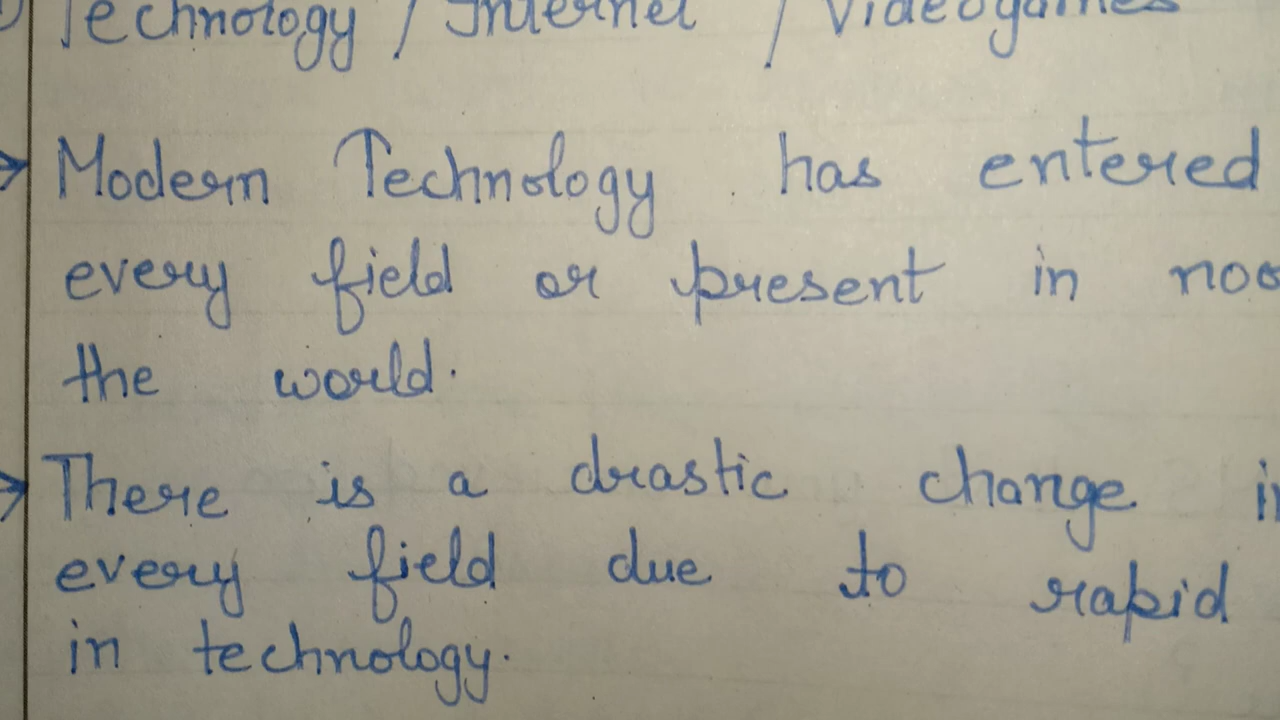 Technology / Internet / Videogames
→ Modern Technology has entered
every field or present in
the world.
→ There is a drastic change in
every field due to rapid
in technology.